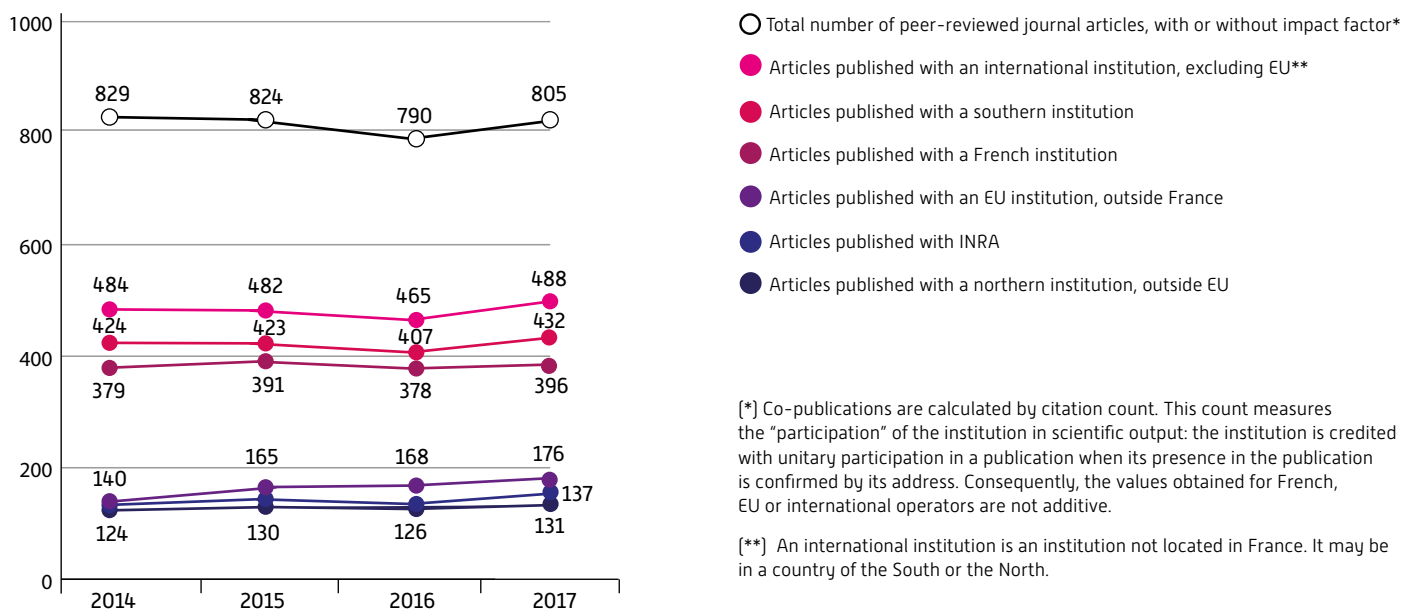 1000
800
600
400
200
0
829
824
790
805
484
482
465
488
424
423
407
432
379
391
378
396
140
165
168
176
137
124
130
126
131
2014
2015
2016
2017
Total number of peer-reviewed journal articles, with or without impact factor*
Articles published with an international institution, excluding EU**
Articles published with a southern institution
Articles published with a French institution
Articles published with an EU institution, outside France
Articles published with INRA
Articles published with a northern institution, outside EU
(*) Co-publications are calculated by citation count. This count measures
the “participation” of the institution in scientific output: the institution is credited
with unitary participation in a publication when its presence in the publication
is confirmed by its address. Consequently, the values obtained for French,
EU or international operators are not additive.
(**) An international institution is an institution not located in France. It may be
in a country of the South or the North.